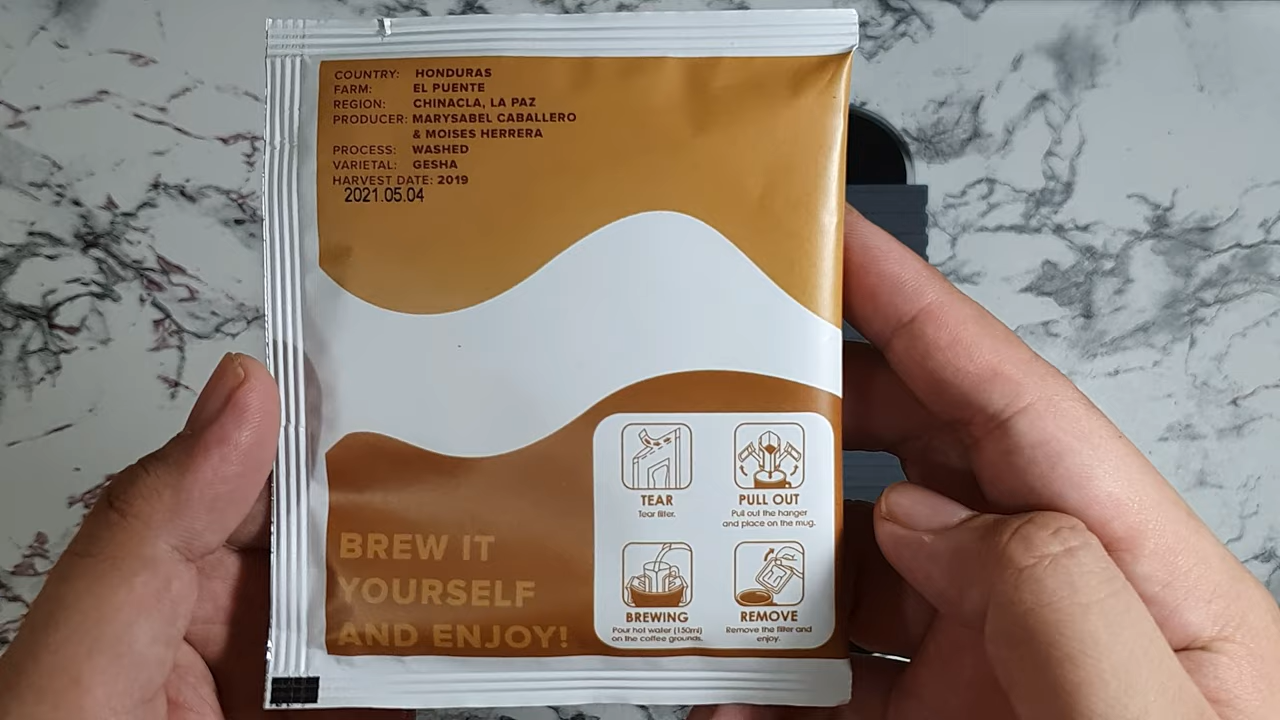 COUNTRY: HONDURAS
FARM: EL PUENTE
REGION: CHINACLA, LA PAZ
PRODUCER: MARYSABEL CABALLERO
& MOISES HERRERA
PROCESS: WASHED
VARIETAL: GESHA
HARVEST DATE: 2019
2021.05.04
BREW IT
YOURSELF
AND ENJOY!
TEAR
Tear filter.
PULL OUT
Pull out the hanger
and place on the mug.
BREWING
Pour hot water (150ml)
on the coffee grounds.
REMOVE
Remove the filter and
enjoy.